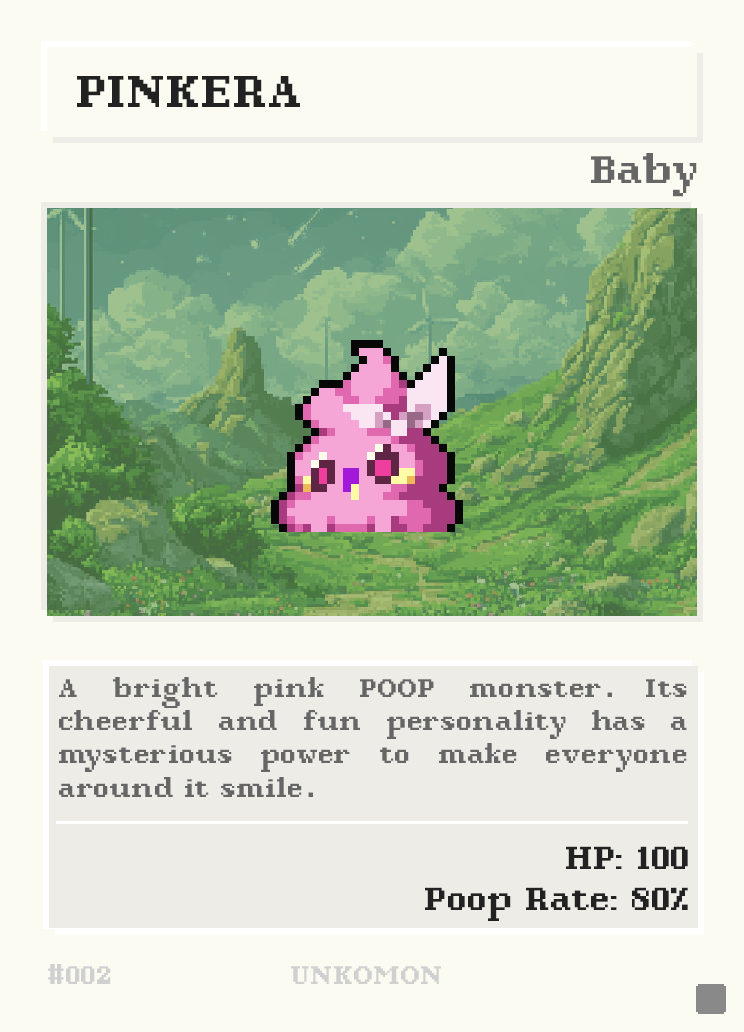 PINKERA
Baby
A bright pink POOP monster. Its
cheerful and fun personality has a
mysterious power to make everyone
around it smile.
HP: 100
Poop Rate: 80%
#002 UNKOMON